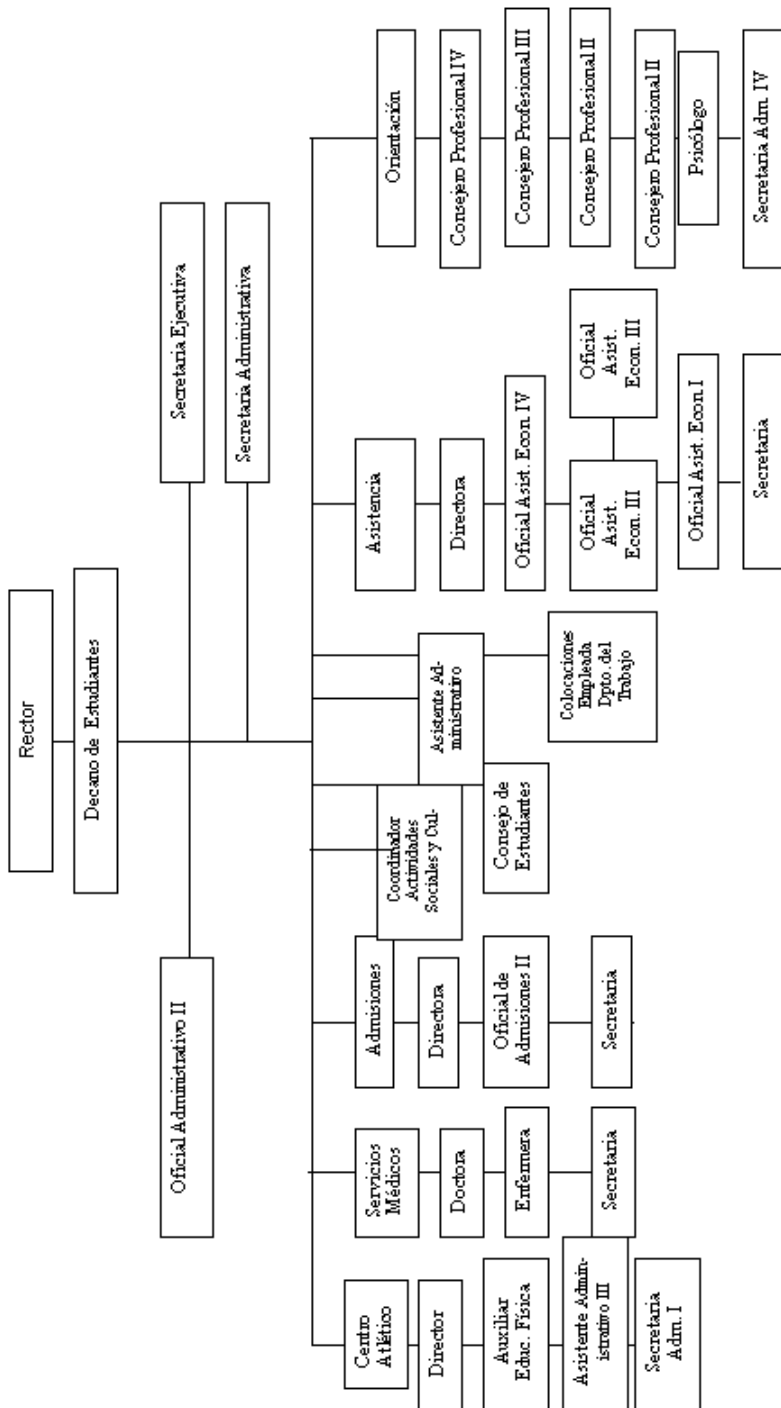 Rector
Decano de Estudiantes
Oficial Administrativo II
Secretaria Ejecutiva
Secretaria Administrativa
Centro
Atlético
Director
Auxiliar
Educ. Física
Asistente Admin-
istrativo III
Secretaria
Adm. I
Servicios
Médicos
Doctora
Enfermera
Secretaria
Admisiones
Directora
Oficial de
Admisiones II
Secretaria
Coordinador
Actividades
Sociales y Cul-
Consejo de
Estudiantes
Asistente Ad-
ministrativo
Colocaciones
Empleada
Dpto. del
Trabajo
Asistencia
Directora
Oficial Asist. Econ. IV
Oficial
Asist.
Econ. III
Oficial
Asist.
Econ. III
Oficial Asist. Econ. I
Secretaria
Orientación
Consejero Profesional IV
Consejero Profesional III
Consejero Profesional II
Consejero Profesional II
Psicólogo
Secretaria Adm. IV